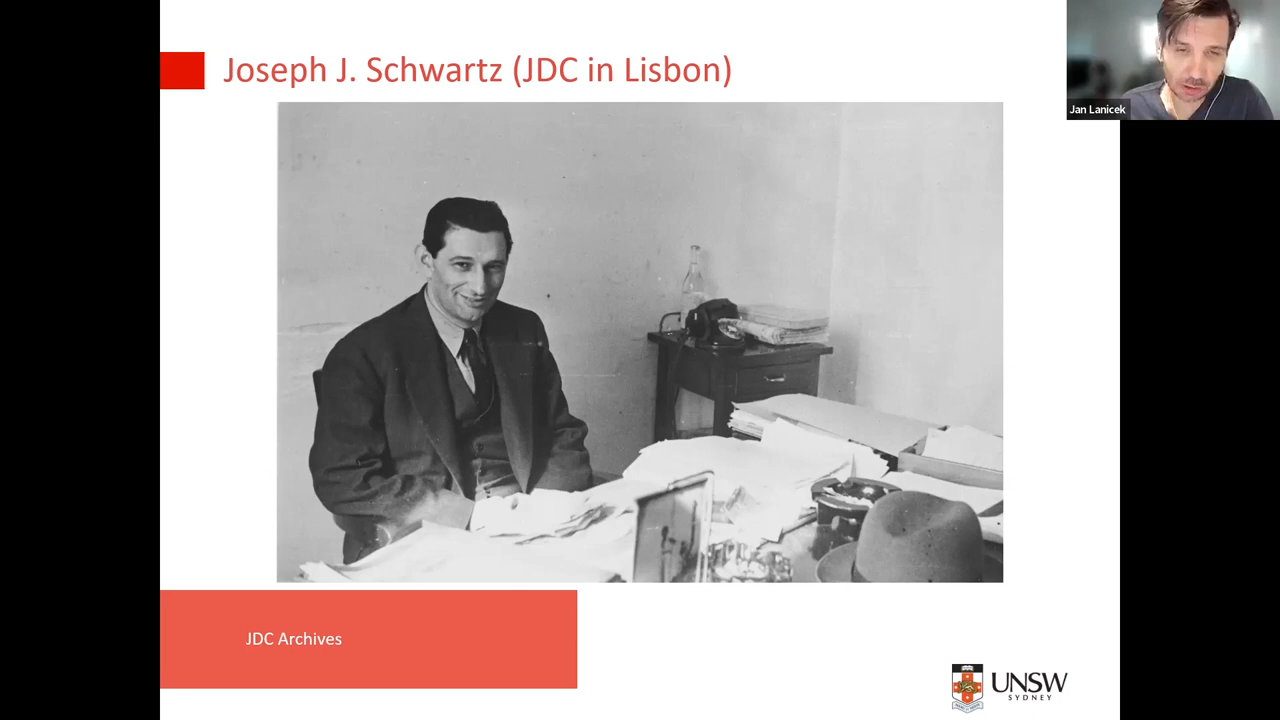 Joseph J. Schwartz (JDC in Lisbon)
Jan Lanicek
JDC Archives
UNSW
SYDNEY